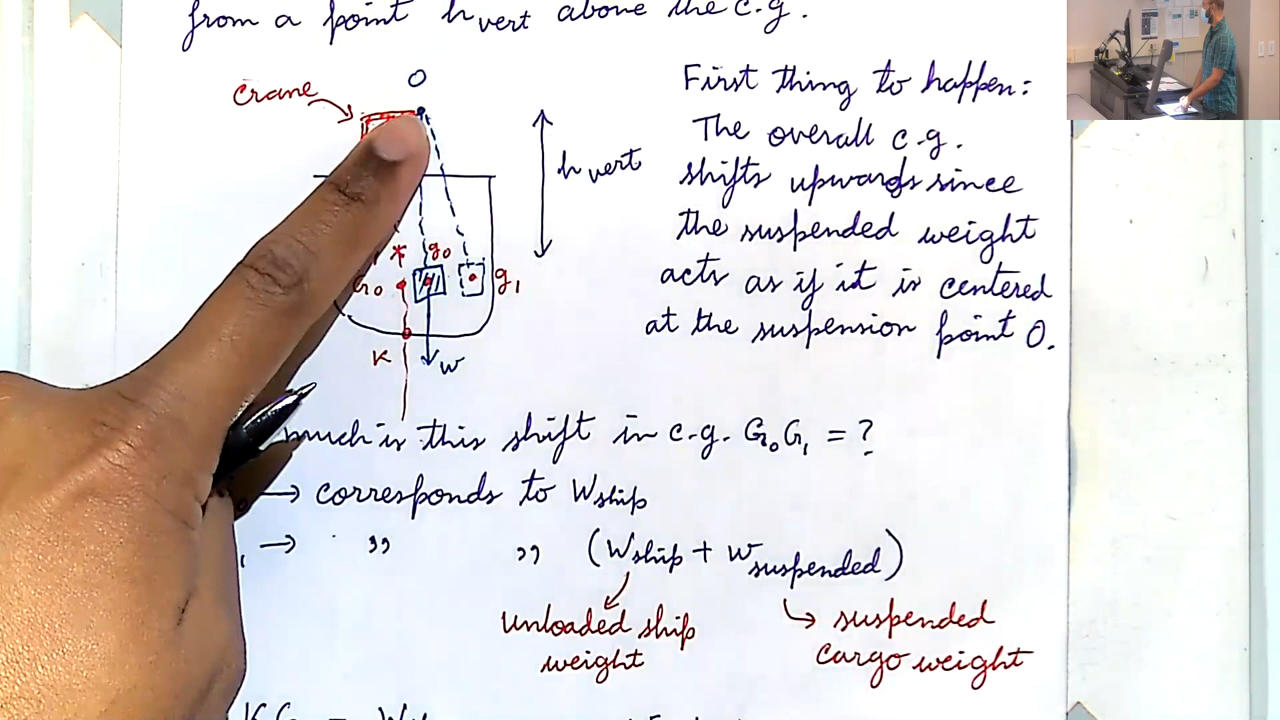 from a point h vert above the c.g.
O
crane
h vert
First thing to happen:
The overall c.g.
shifts upwards since
the suspended weight
acts as if it is centered
at the suspension point O.
g₀
g₁
K
w
much is this shift in c.g. G₀G₁ = ?
→ corresponds to Wship
₁ → ,, ,, (Wship + wsuspended)
unloaded ship
weight
suspended
cargo weight